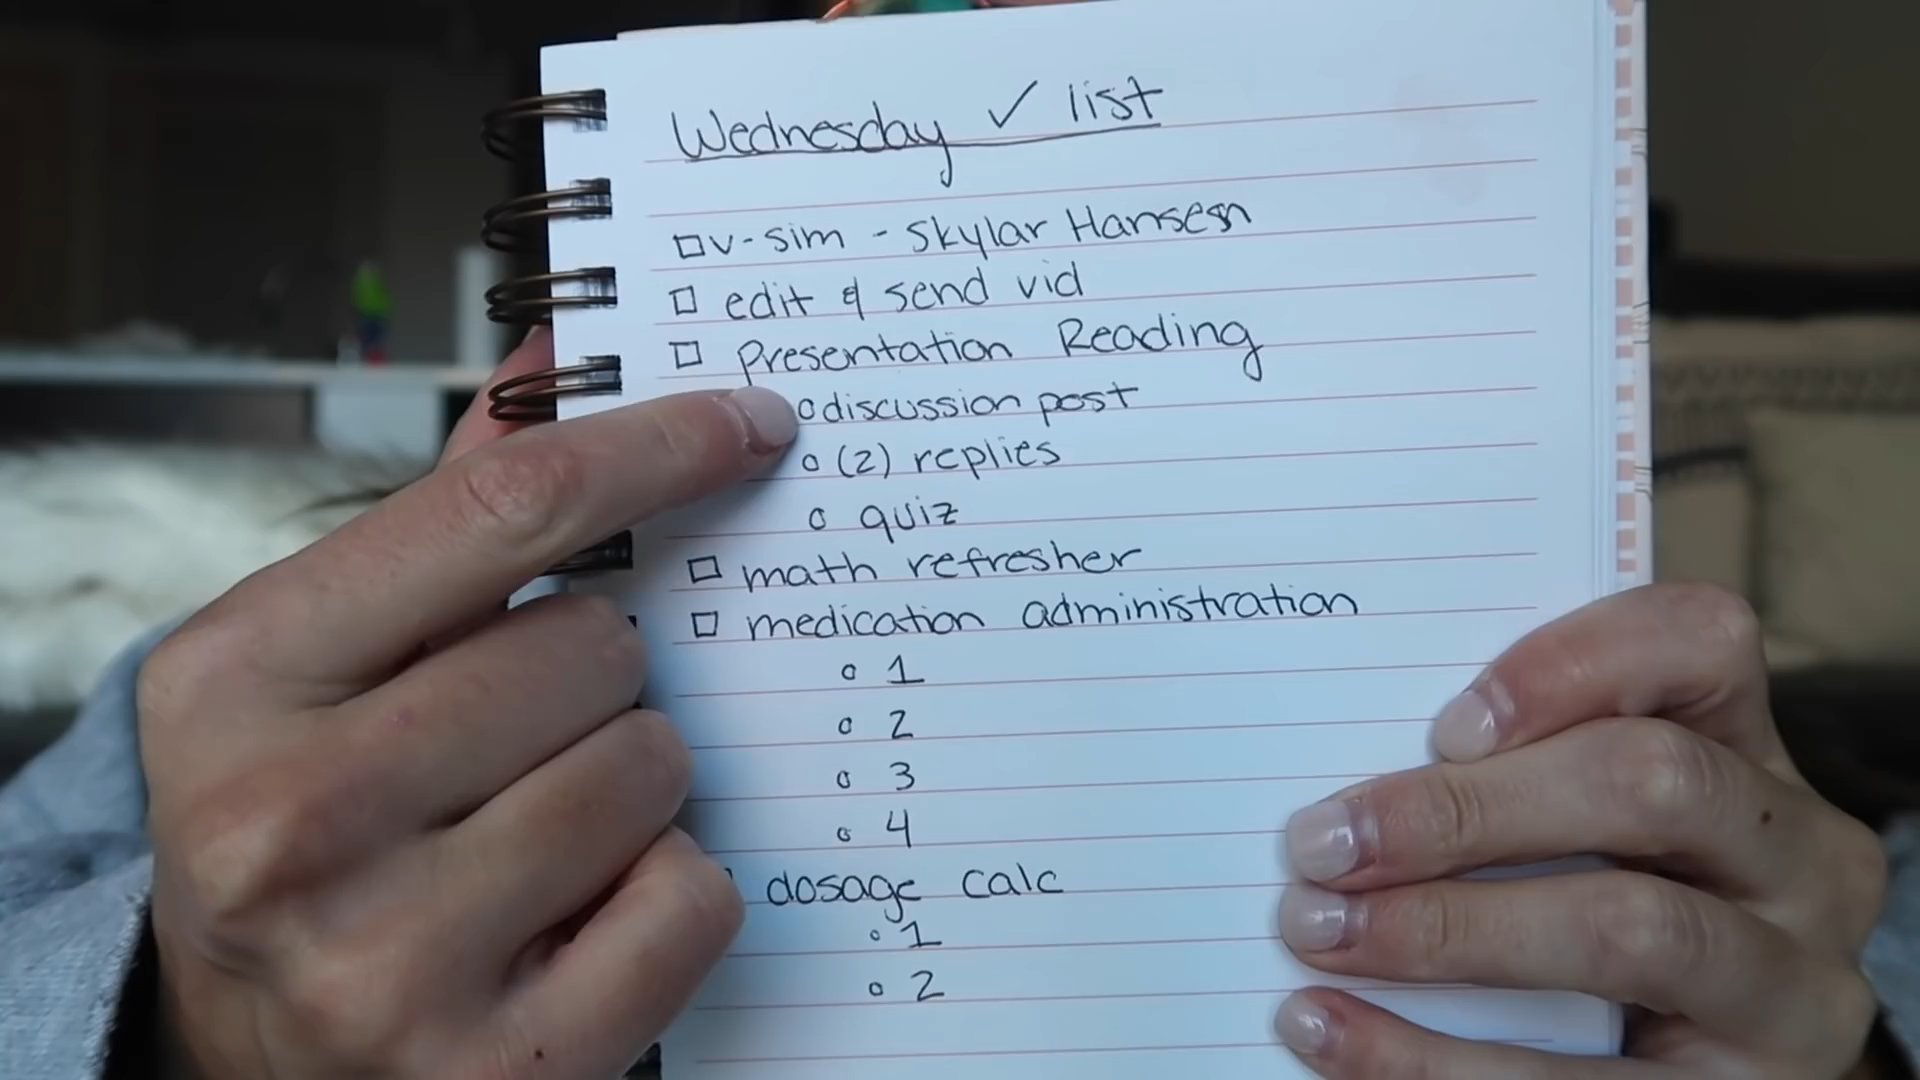 Wednesday ✓ list
□ v-sim - Skylar Hansen
□ edit & send vid
□ presentation Reading
o discussion post
o (2) replies
o quiz
□ math refresher
□ medication administration
o 1
o 2
o 3
o 4
dosage calc
o 1
o 2